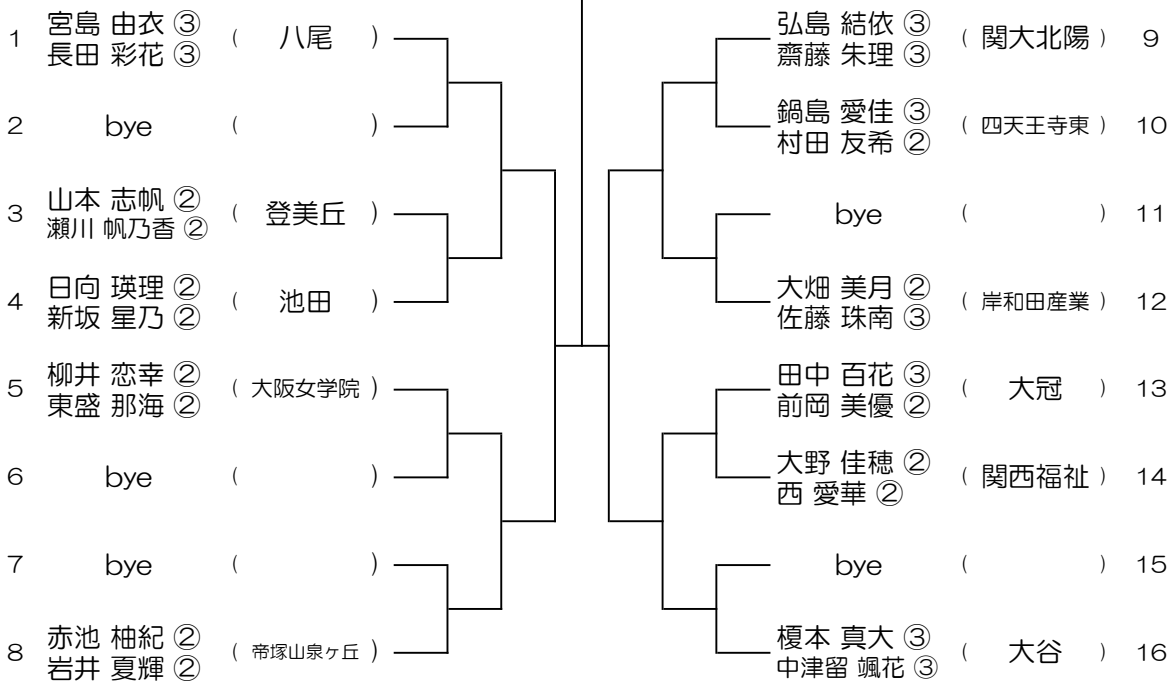 1 宮島 由衣 ③ ( 八尾 )
長田 彩花 ③
2 bye ( )
3 山本 志帆 ② ( 登美丘 )
瀬川 帆乃香 ②
4 日向 瑛理 ② ( 池田 )
新坂 星乃 ②
5 柳井 恋幸 ② ( 大阪女学院 )
東盛 那海 ②
6 bye ( )
7 bye ( )
8 赤池 柚紀 ② ( 帝塚山泉ヶ丘 )
岩井 夏輝 ②
弘島 結依 ③ ( 関大北陽 ) 9
齋藤 朱理 ③
鍋島 愛佳 ③ ( 四天王寺東 ) 10
村田 友希 ②
bye ( ) 11
大畑 美月 ② ( 岸和田産業 ) 12
佐藤 珠南 ③
田中 百花 ③ ( 大冠 ) 13
前岡 美優 ②
大野 佳穂 ② ( 関西福祉 ) 14
西 愛華 ②
bye ( ) 15
榎本 真大 ③ ( 大谷 ) 16
中津留 颯花 ③